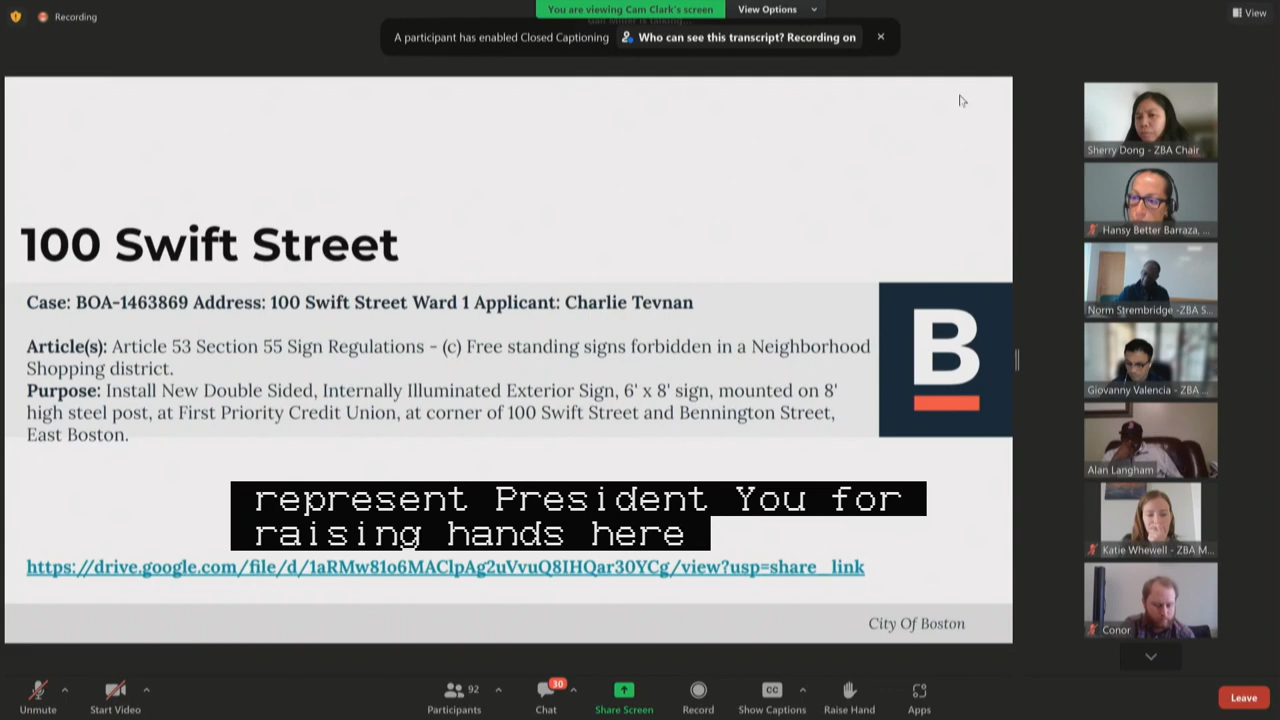 Recording
You are viewing Cam Clark's screen
View Options
View
is talking...
A participant has enabled Closed Captioning
Who can see this transcript? Recording on
100 Swift Street
Case: BOA-1463869 Address: 100 Swift Street Ward 1 Applicant: Charlie Tevnan
Article(s): Article 53 Section 55 Sign Regulations - (c) Free standing signs forbidden in a Neighborhood
Shopping district.
Purpose: Install New Double Sided, Internally Illuminated Exterior Sign, 6' x 8' sign, mounted on 8'
high steel post, at First Priority Credit Union, at corner of 100 Swift Street and Bennington Street,
East Boston.
B
represent President You for
raising hands here
https://drive.google.com/file/d/1aRMw81o6MAClpAg2uVvuQ8IHQar30YCg/view?usp=share_link
City Of Boston
Sherry Dong - ZBA Chair
Hansy Better Barraza, ...
Norm Strembridge -ZBA S...
Giovanny Valencia - ZBA ...
Alan Langham
Katie Whewell - ZBA M...
Conor
Unmute
Start Video
92
Participants
30
Chat
Share Screen
Record
CC
Show Captions
Raise Hand
Apps
Leave